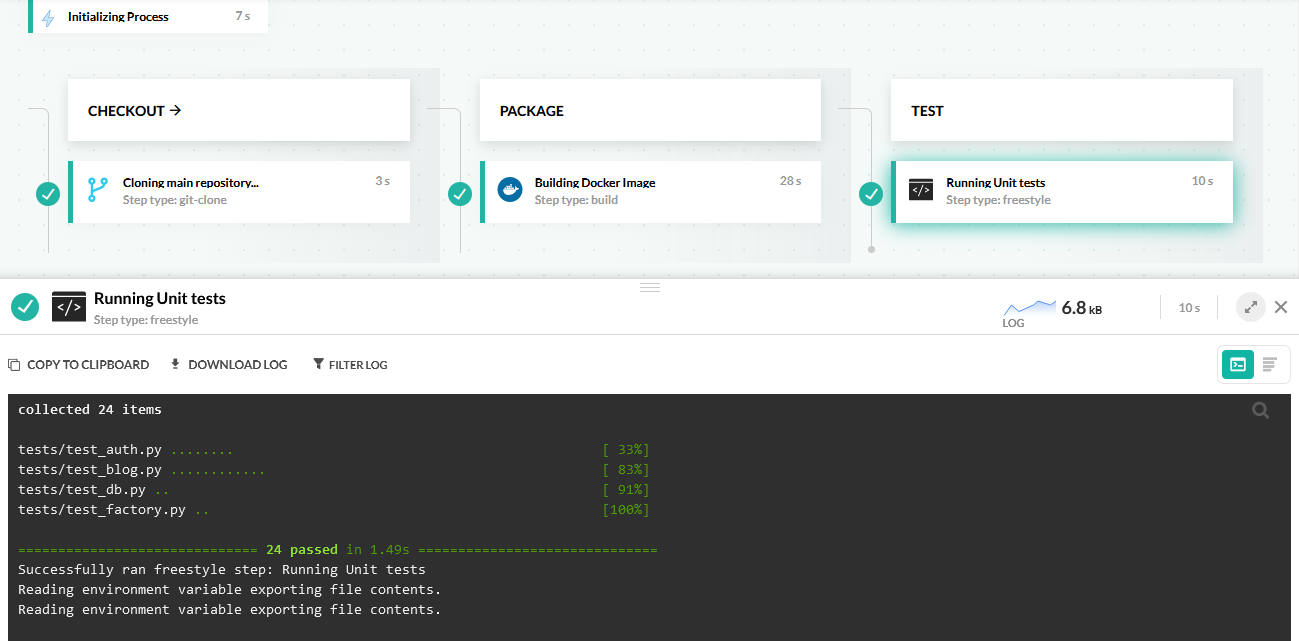 Initializing Process 7 s
CHECKOUT → PACKAGE TEST
Cloning main repository... 3 s
Step type: git-clone
Building Docker Image 28 s
Step type: build
Running Unit tests 10 s
Step type: freestyle
Running Unit tests
Step type: freestyle
LOG 6.8 kB 10 s
COPY TO CLIPBOARD DOWNLOAD LOG FILTER LOG
collected 24 items
tests/test_auth.py ........ [ 33%]
tests/test_blog.py ............ [ 83%]
tests/test_db.py .. [ 91%]
tests/test_factory.py .. [100%]
============================== 24 passed in 1.49s ==============================
Successfully ran freestyle step: Running Unit tests
Reading environment variable exporting file contents.
Reading environment variable exporting file contents.